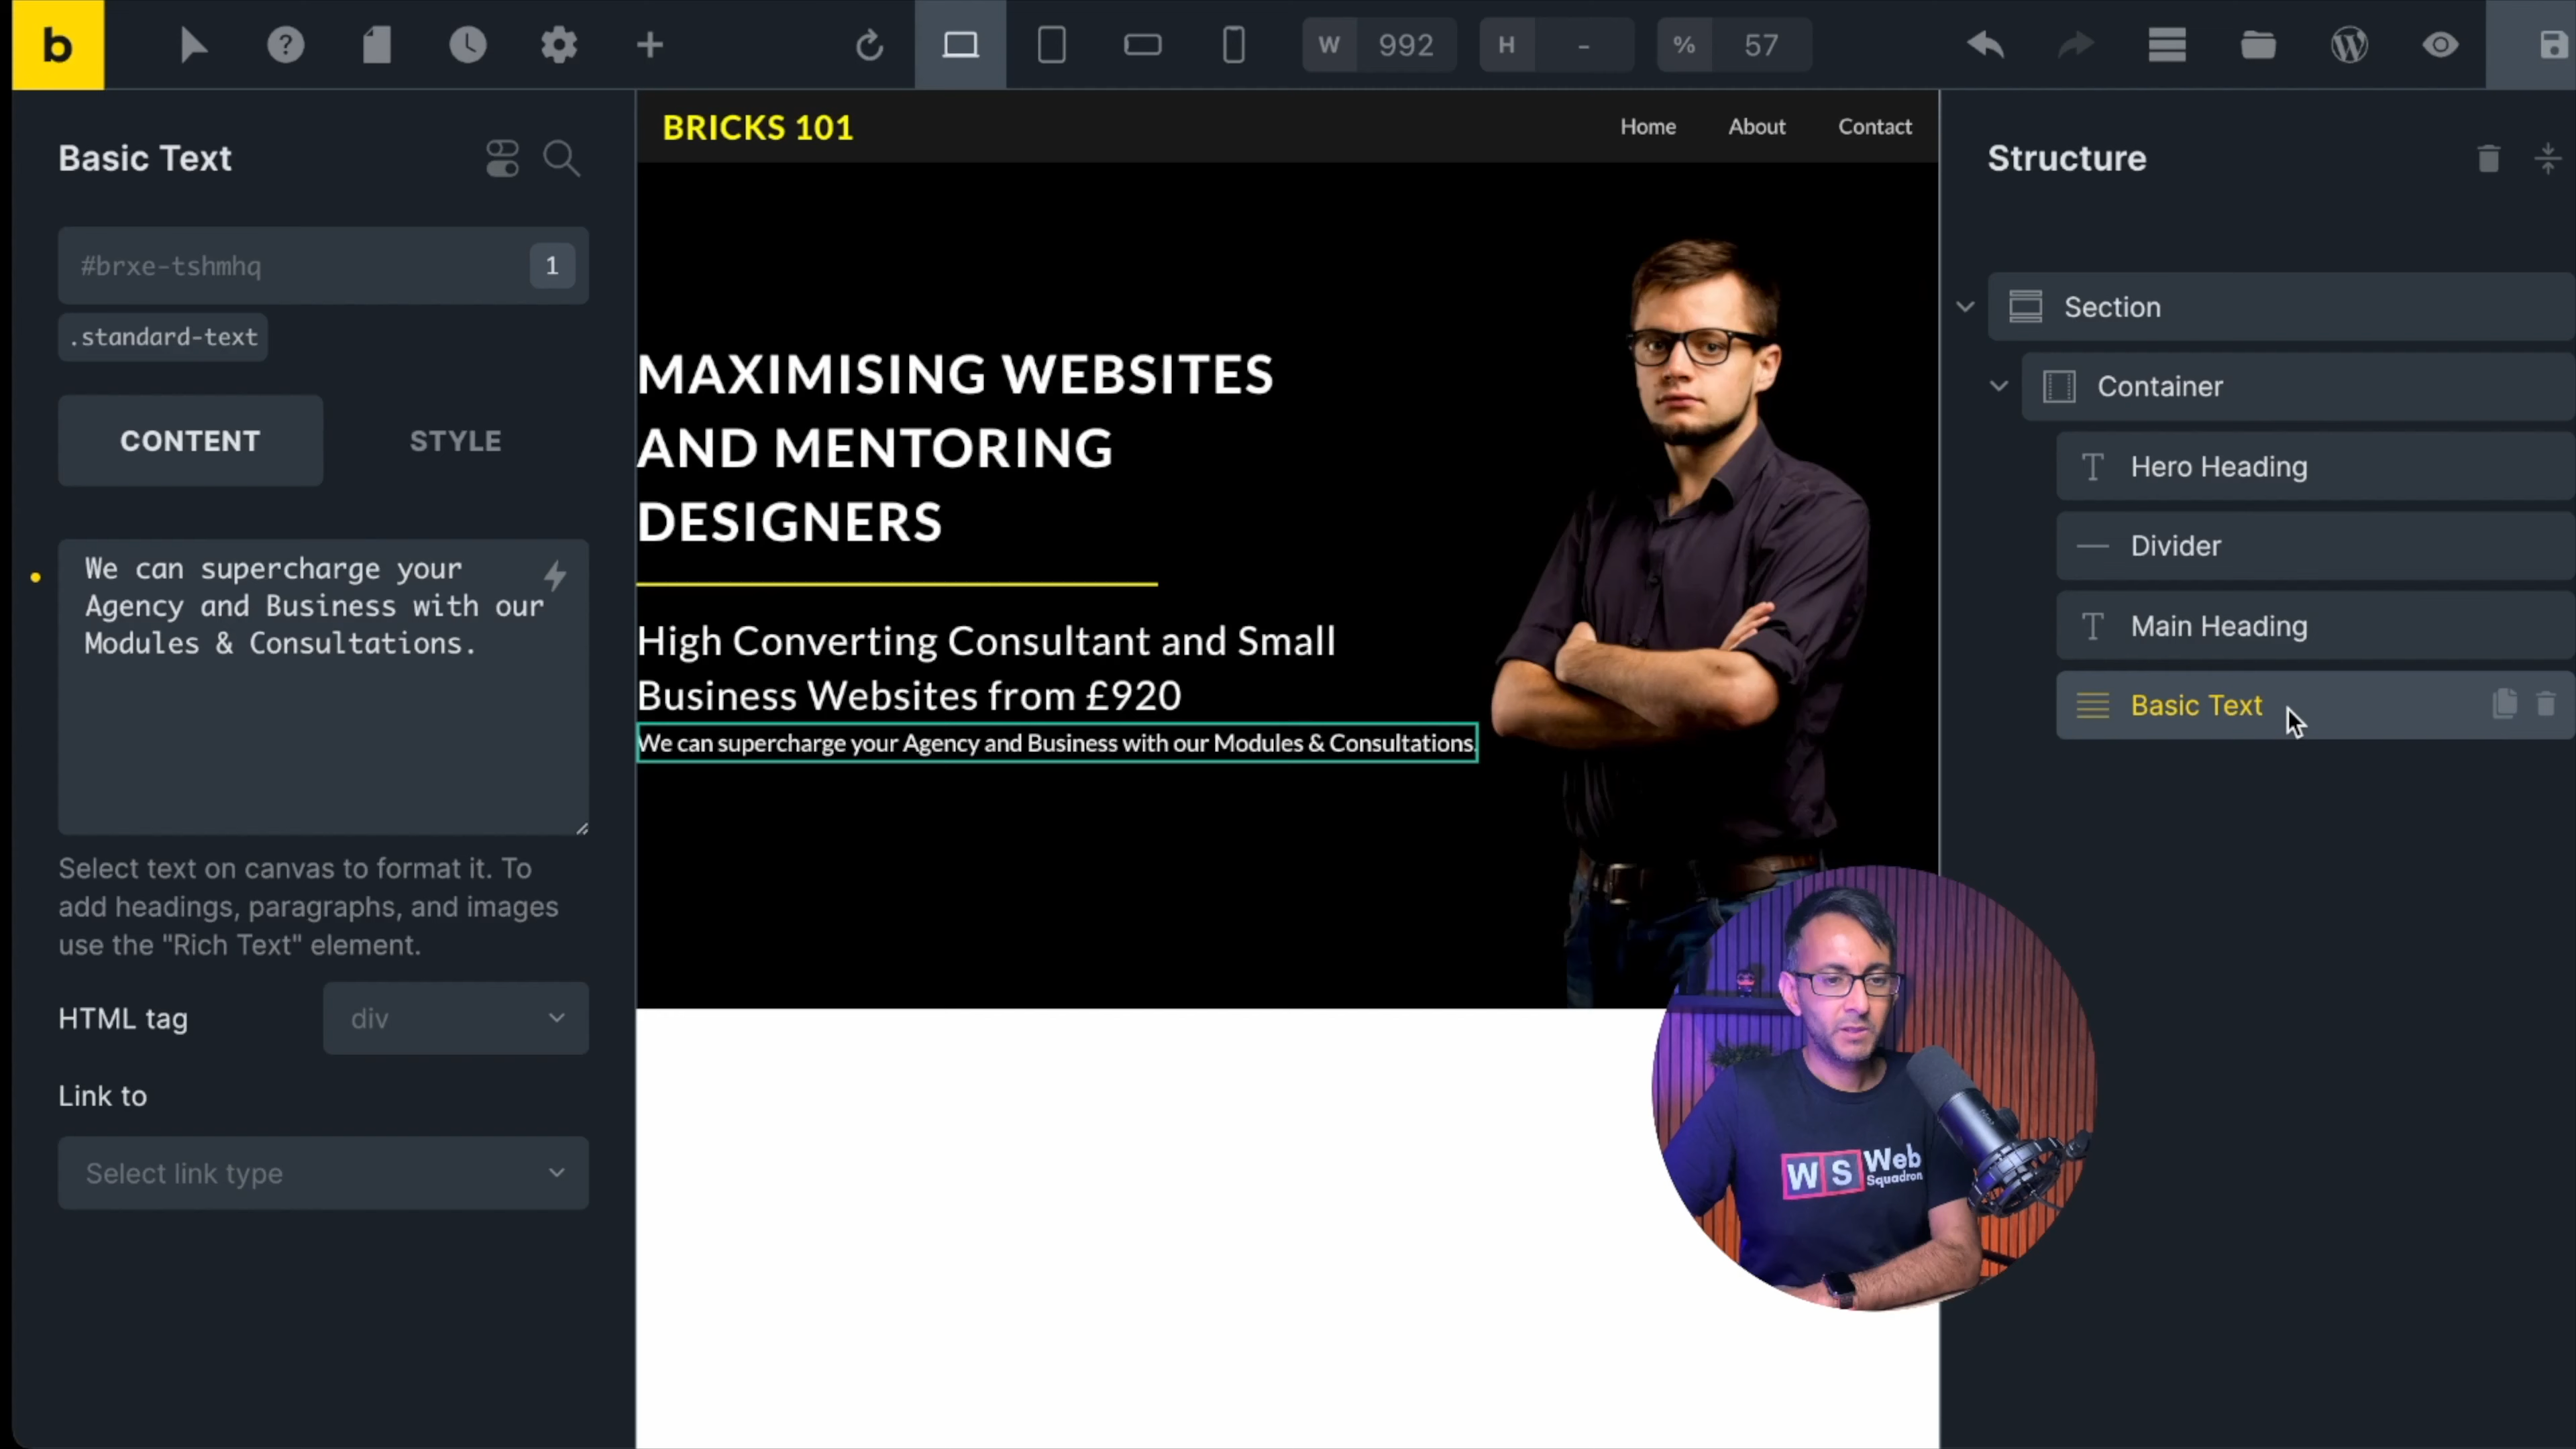 b
W 992 H - % 57
Basic Text
#brxe-tshmhq 1
.standard-text
CONTENT STYLE
We can supercharge your
Agency and Business with our
Modules & Consultations.
Select text on canvas to format it. To
add headings, paragraphs, and images
use the "Rich Text" element.
HTML tag div
Link to
Select link type
BRICKS 101
Home About Contact
MAXIMISING WEBSITES
AND MENTORING
DESIGNERS
High Converting Consultant and Small
Business Websites from £920
We can supercharge your Agency and Business with our Modules & Consultations.
WS Web
Squadron
Structure
Section
Container
Hero Heading
Divider
Main Heading
Basic Text